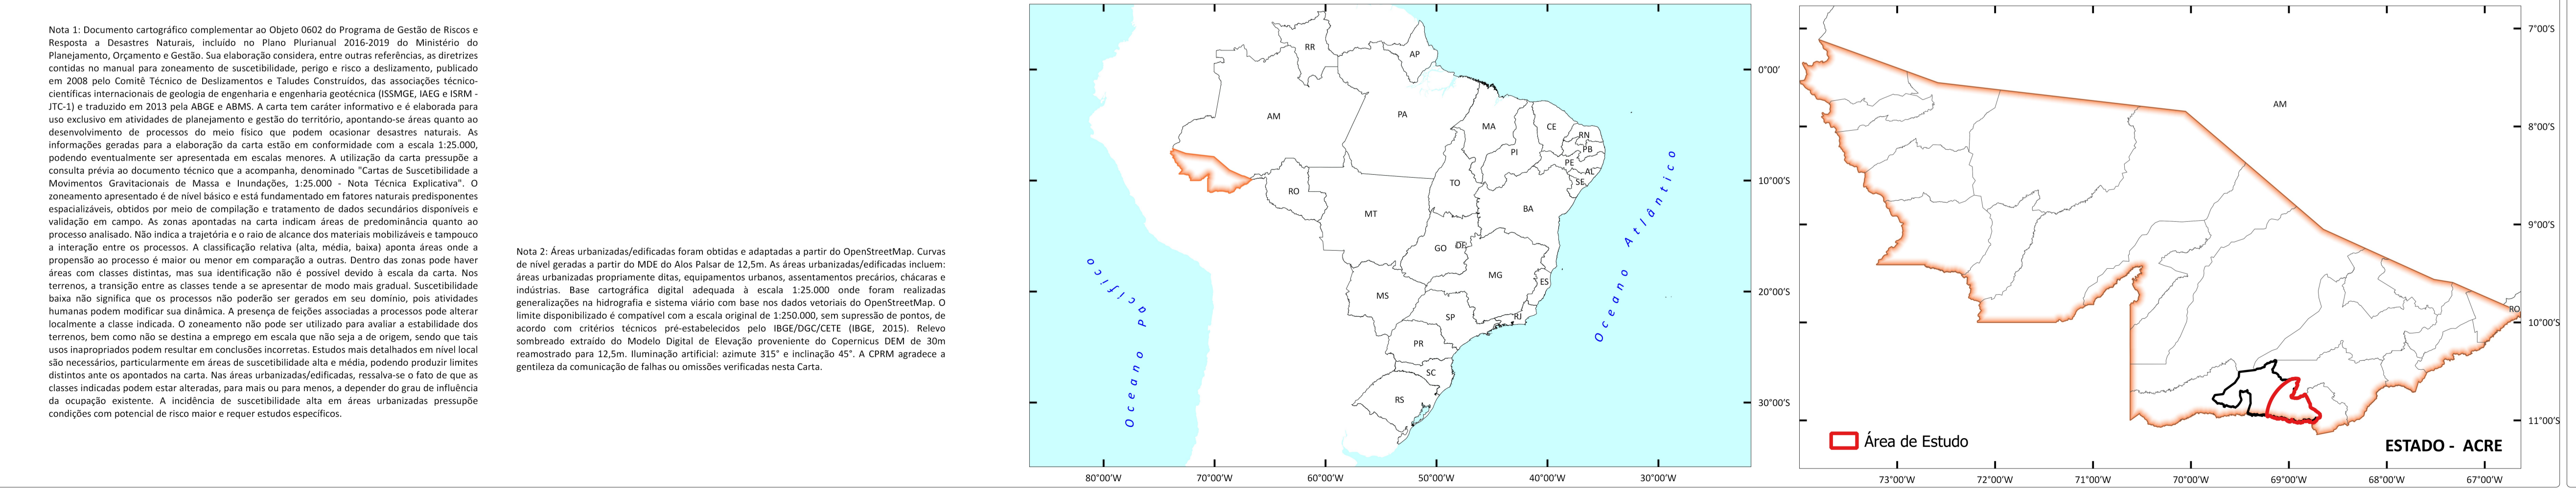 Nota 1: Documento cartográfico complementar ao Objeto 0602 do Programa de Gestão de Riscos e
Resposta a Desastres Naturais, incluído no Plano Plurianual 2016-2019 do Ministério do
Planejamento, Orçamento e Gestão. Sua elaboração considera, entre outras referências, as diretrizes
contidas no manual para zoneamento de suscetibilidade, perigo e risco a deslizamento, publicado
em 2008 pelo Comitê Técnico de Deslizamentos e Taludes Construídos, das associações técnico-
científicas internacionais de geologia de engenharia e engenharia geotécnica (ISSMGE, IAEG e ISRM -
JTC-1) e traduzido em 2013 pela ABGE e ABMS. A carta tem caráter informativo e é elaborada para
uso exclusivo em atividades de planejamento e gestão do território, apontando-se áreas quanto ao
desenvolvimento de processos do meio físico que podem ocasionar desastres naturais. As
informações geradas para a elaboração da carta estão em conformidade com a escala 1:25.000,
podendo eventualmente ser apresentada em escalas menores. A utilização da carta pressupõe a
consulta prévia ao documento técnico que a acompanha, denominado "Cartas de Suscetibilidade a
Movimentos Gravitacionais de Massa e Inundações, 1:25.000 - Nota Técnica Explicativa". O
zoneamento apresentado é de nível básico e está fundamentado em fatores naturais predisponentes
espacializáveis, obtidos por meio de compilação e tratamento de dados secundários disponíveis e
validação em campo. As zonas apontadas na carta indicam áreas de predominância quanto ao
processo analisado. Não indica a trajetória e o raio de alcance dos materiais mobilizáveis e tampouco
a interação entre os processos. A classificação relativa (alta, média, baixa) aponta áreas onde a
propensão ao processo é maior ou menor em comparação a outras. Dentro das zonas pode haver
áreas com classes distintas, mas sua identificação não é possível devido à escala da carta. Nos
terrenos, a transição entre as classes tende a se apresentar de modo mais gradual. Suscetibilidade
baixa não significa que os processos não poderão ser gerados em seu domínio, pois atividades
humanas podem modificar sua dinâmica. A presença de feições associadas a processos pode alterar
localmente a classe indicada. O zoneamento não pode ser utilizado para avaliar a estabilidade dos
terrenos, bem como não se destina a emprego em escala que não seja a de origem, sendo que tais
usos inapropriados podem resultar em conclusões incorretas. Estudos mais detalhados em nível local
são necessários, particularmente em áreas de suscetibilidade alta e média, podendo produzir limites
distintos ante os apontados na carta. Nas áreas urbanizadas/edificadas, ressalva-se o fato de que as
classes indicadas podem estar alteradas, para mais ou para menos, a depender do grau de influência
da ocupação existente. A incidência de suscetibilidade alta em áreas urbanizadas pressupõe
condições com potencial de risco maior e requer estudos específicos.
Nota 2: Áreas urbanizadas/edificadas foram obtidas e adaptadas a partir do OpenStreetMap. Curvas
de nível geradas a partir do MDE do Alos Palsar de 12,5m. As áreas urbanizadas/edificadas incluem:
áreas urbanizadas propriamente ditas, equipamentos urbanos, assentamentos precários, chácaras e
indústrias. Base cartográfica digital adequada à escala 1:25.000 onde foram realizadas
generalizações na hidrografia e sistema viário com base nos dados vetoriais do OpenStreetMap. O
limite disponibilizado é compatível com a escala original de 1:250.000, sem supressão de pontos, de
acordo com critérios técnicos pré-estabelecidos pelo IBGE/DGC/CETE (IBGE, 2015). Relevo
sombreado extraído do Modelo Digital de Elevação proveniente do Copernicus DEM de 30m
reamostrado para 12,5m. Iluminação artificial: azimute 315° e inclinação 45°. A CPRM agradece a
gentileza da comunicação de falhas ou omissões verificadas nesta Carta.
RR
AP
AM
PA
MA
CE
RN
PB
PI
PE
AL
SE
TO
RO
MT
BA
GO
DF
MG
ES
MS
SP
RJ
PR
SC
RS
Oceano Pacífico
Oceano Atlântico
0°00'
10°00'S
20°00'S
30°00'S
80°00'W
70°00'W
60°00'W
50°00'W
40°00'W
30°00'W
AM
RO
7°00'S
8°00'S
9°00'S
10°00'S
11°00'S
Área de Estudo
ESTADO - ACRE
73°00'W
72°00'W
71°00'W
70°00'W
69°00'W
68°00'W
67°00'W